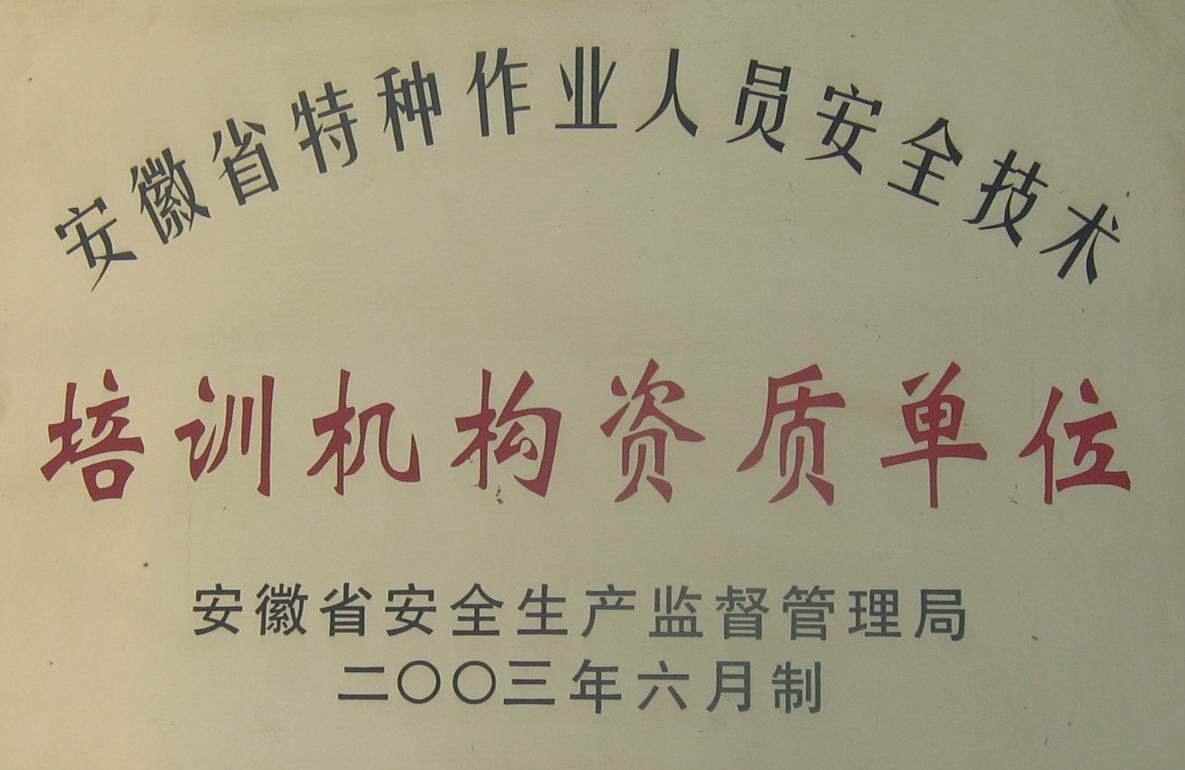 安徽省特种作业人员安全技术
培训机构资质单位
安徽省安全生产监督管理局
二〇〇三年六月制